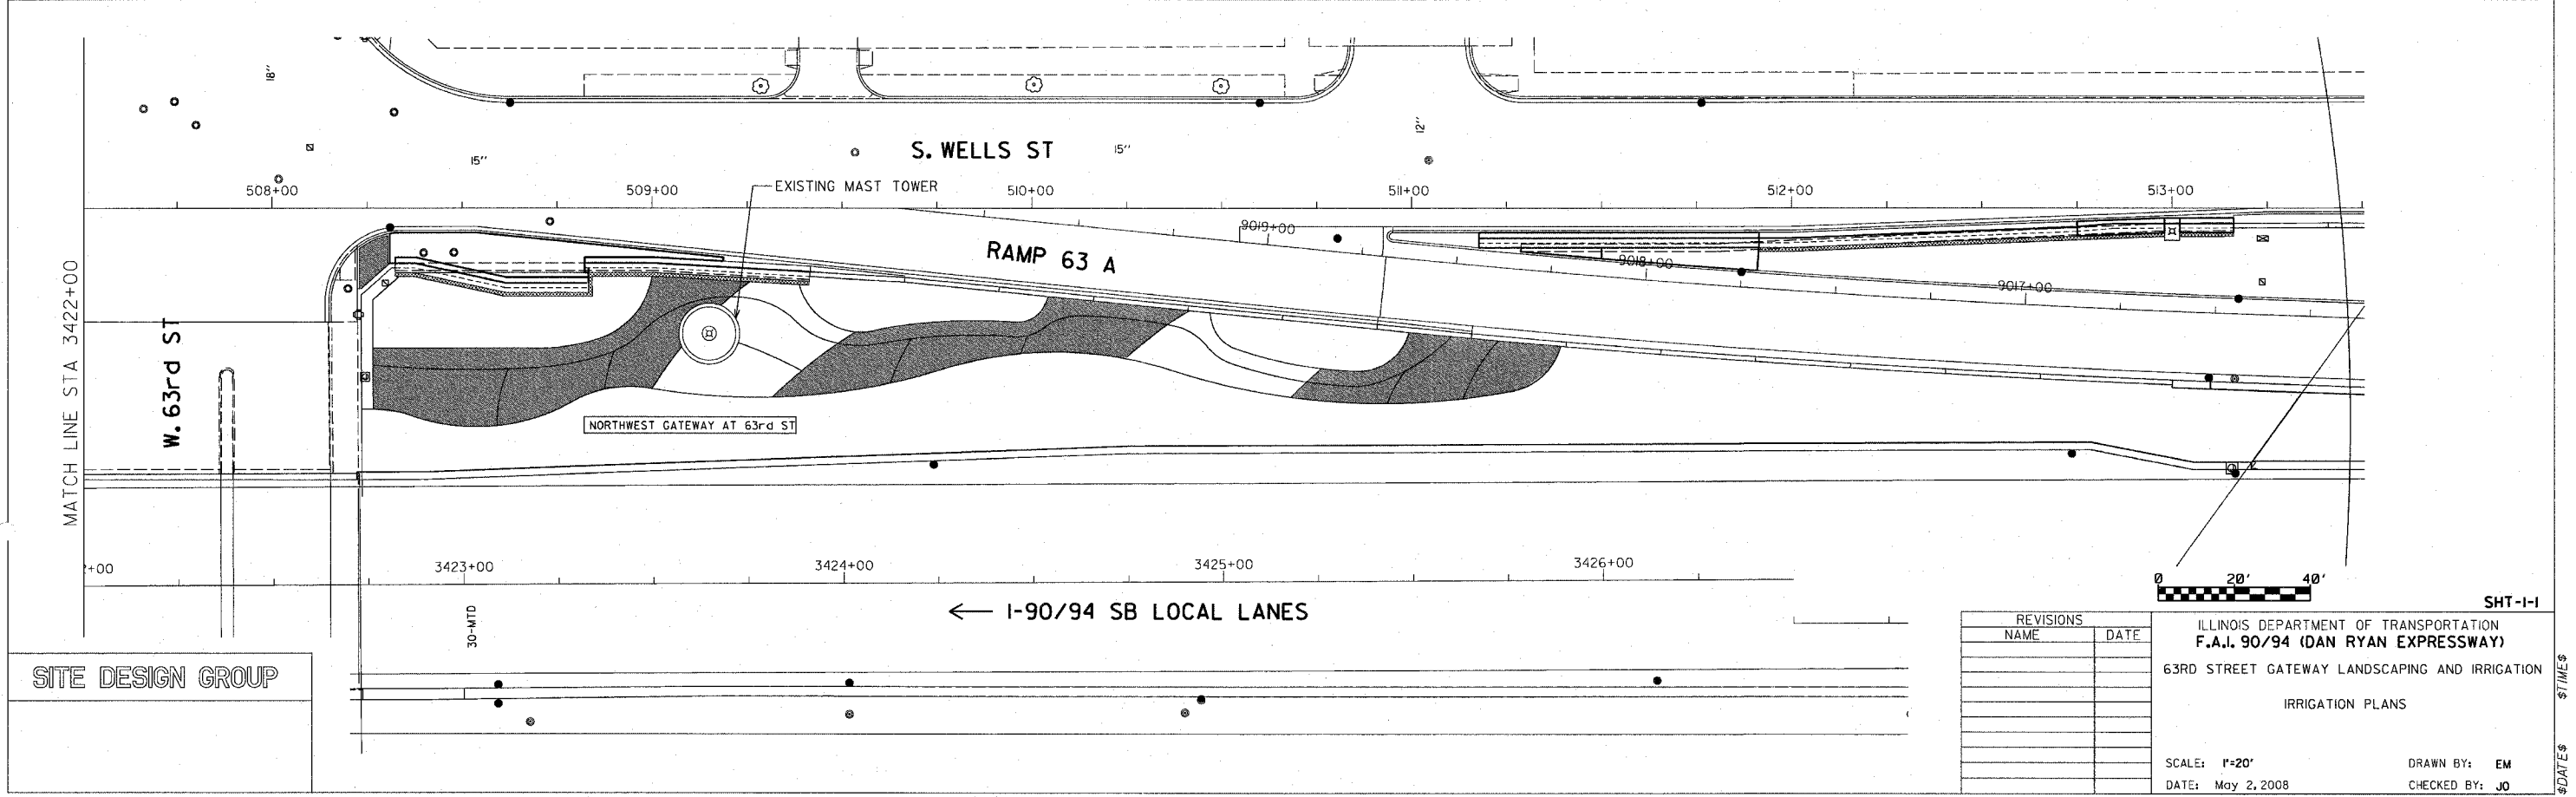 18"
12"
15"
S. WELLS ST
15"
508+00
509+00
EXISTING MAST TOWER
510+00
511+00
512+00
513+00
9019+00
RAMP 63 A
9018+00
9017+00
MATCH LINE STA 3422+00
W. 63rd ST
NORTHWEST GATEWAY AT 63rd ST
+00
3423+00
3424+00
3425+00
3426+00
30-MTD
← I-90/94 SB LOCAL LANES
0 20' 40'
SHT-1-1
SITE DESIGN GROUP
REVISIONS
NAME DATE
ILLINOIS DEPARTMENT OF TRANSPORTATION
F.A.I. 90/94 (DAN RYAN EXPRESSWAY)
63RD STREET GATEWAY LANDSCAPING AND IRRIGATION
IRRIGATION PLANS
SCALE: 1"=20'
DRAWN BY: EM
DATE: May 2, 2008
CHECKED BY: JO
$TIME$
$DATE$